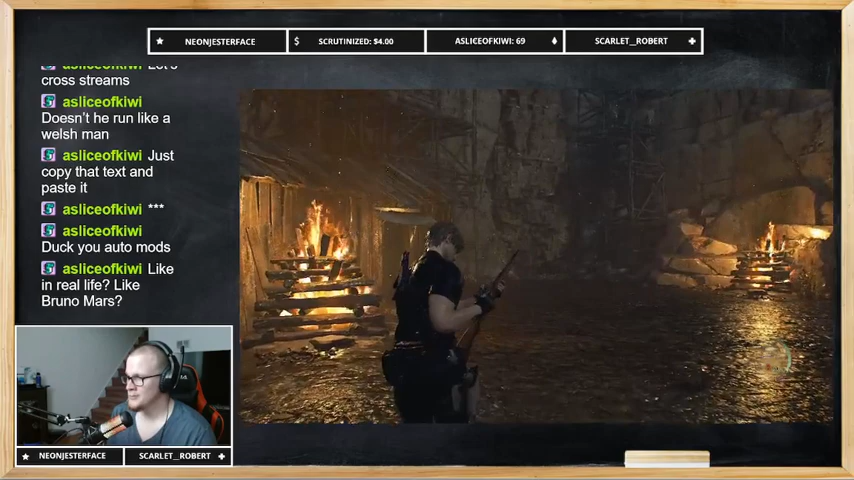 NEONJESTERFACE
SCRUTINIZED: $4.00
ASLICEOFKIWI: 69
SCARLET_ROBERT
asliceofkiwi Let's
cross streams
asliceofkiwi
Doesn't he run like a
welsh man
asliceofkiwi Just
copy that text and
paste it
asliceofkiwi ***
asliceofkiwi
Duck you auto mods
asliceofkiwi Like
in real life? Like
Bruno Mars?
NEONJESTERFACE
SCARLET_ROBERT